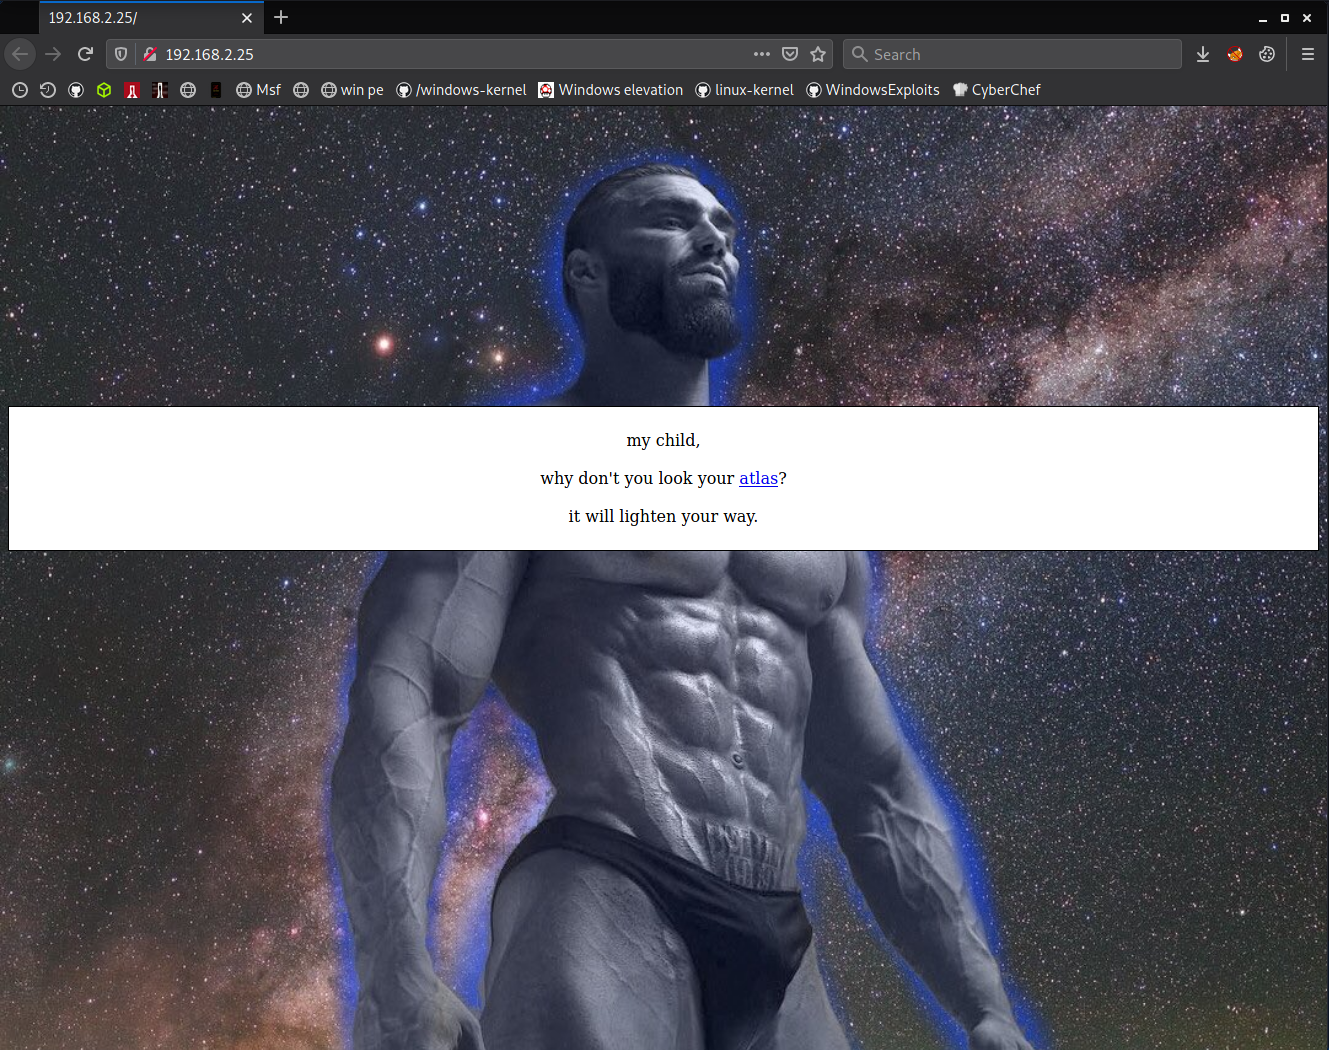 192.168.2.25/
192.168.2.25
Search
Msf
win pe
/windows-kernel
Windows elevation
linux-kernel
WindowsExploits
CyberChef
my child,
why don't you look your atlas?
it will lighten your way.